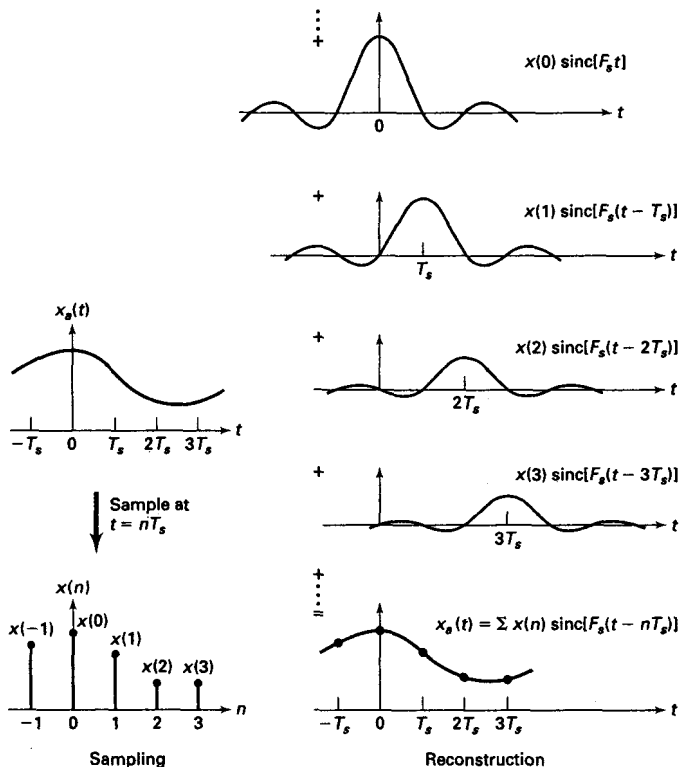 +
x(0) sinc[F_s t]
t
0
+
x(1) sinc[F_s(t − T_s)]
t
T_s
x_a(t)
+
x(2) sinc[F_s(t − 2T_s)]
t
2T_s
t
−T_s 0 T_s 2T_s 3T_s
+
x(3) sinc[F_s(t − 3T_s)]
t
3T_s
Sample at
t = nT_s
x(n)
x(−1) x(0) x(1) x(2) x(3)
n
−1 0 1 2 3
Sampling
+
=
x_a(t) = Σ x(n) sinc[F_s(t − nT_s)]
t
−T_s 0 T_s 2T_s 3T_s
Reconstruction